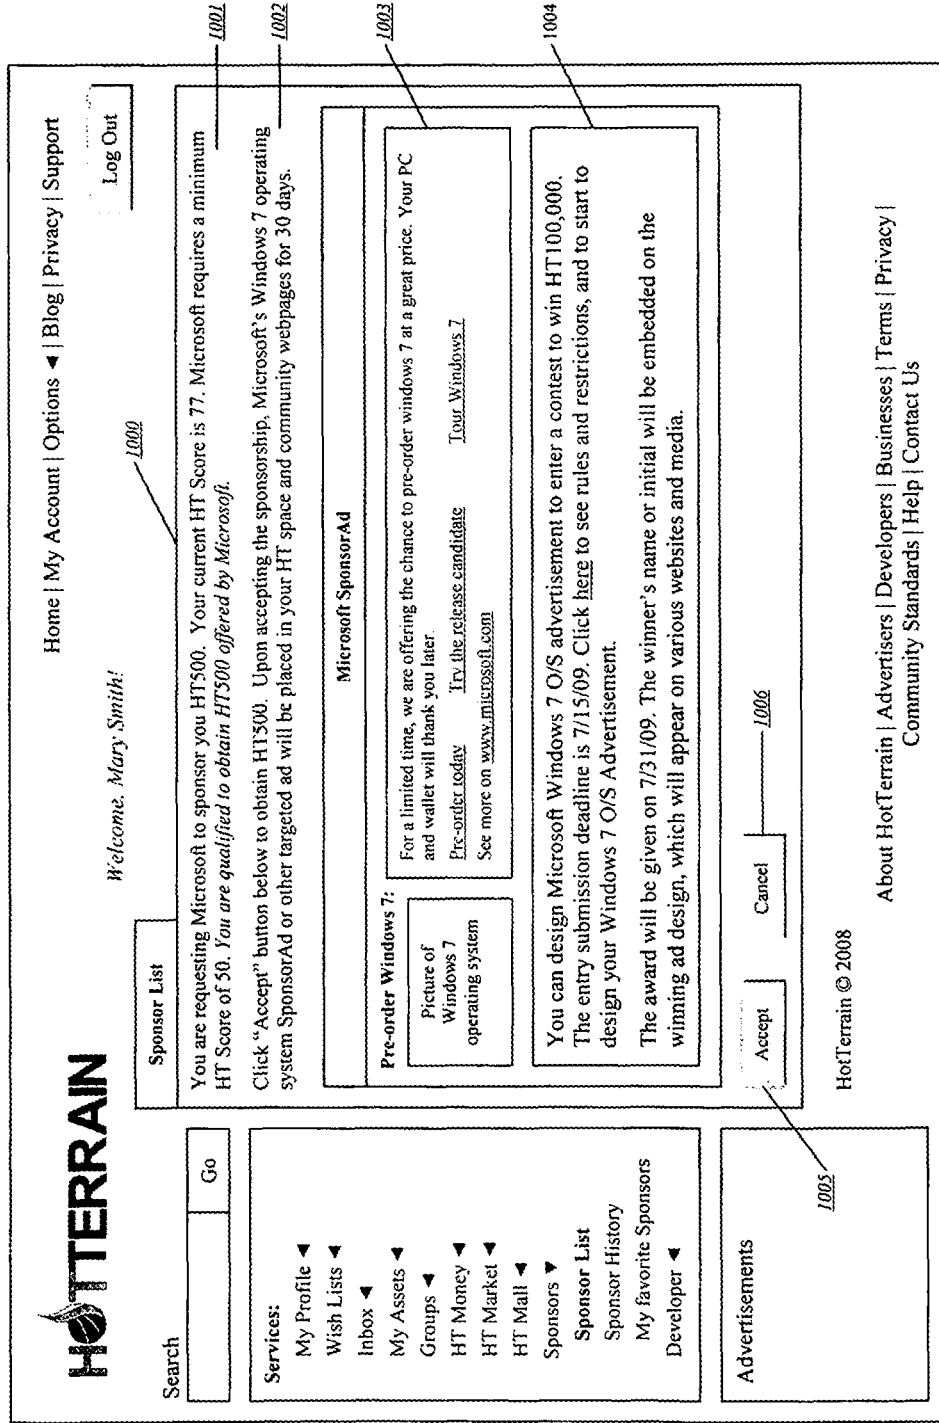 HOTTERRAIN
Home | My Account | Options ◄ | Blog | Privacy | Support
Welcome, Mary Smith!
Log Out
1000
Search
Go
Services:
My Profile ◄
Wish Lists ◄
Inbox ◄
My Assets ◄
Groups ◄
HT Money ◄
HT Market ◄
HT Mall ◄
Sponsors ▼
Sponsor List
Sponsor History
My favorite Sponsors
Developer ◄
Advertisements
Sponsor List
You are requesting Microsoft to sponsor you HT500. Your current HT Score is 77. Microsoft requires a minimum
HT Score of 50. You are qualified to obtain HT500 offered by Microsoft.
1001
Click “Accept” button below to obtain HT500. Upon accepting the sponsorship, Microsoft's Windows 7 operating
system SponsorAd or other targeted ad will be placed in your HT space and community webpages for 30 days.
1002
Microsoft SponsorAd
Pre-order Windows 7:
Picture of
Windows 7
operating system
For a limited time, we are offering the chance to pre-order windows 7 at a great price. Your PC
and wallet will thank you later.
Pre-order today Try the release candidate Tour Windows 7
See more on www.microsoft.com
1003
You can design Microsoft Windows 7 O/S advertisement to enter a contest to win HT100,000.
The entry submission deadline is 7/15/09. Click here to see rules and restrictions, and to start to
design your Windows 7 O/S Advertisement.
The award will be given on 7/31/09. The winner's name or initial will be embedded on the
winning ad design, which will appear on various websites and media.
1004
Accept
Cancel
1005
1006
HotTerrain © 2008
About HotTerrain | Advertisers | Developers | Businesses | Terms | Privacy |
Community Standards | Help | Contact Us